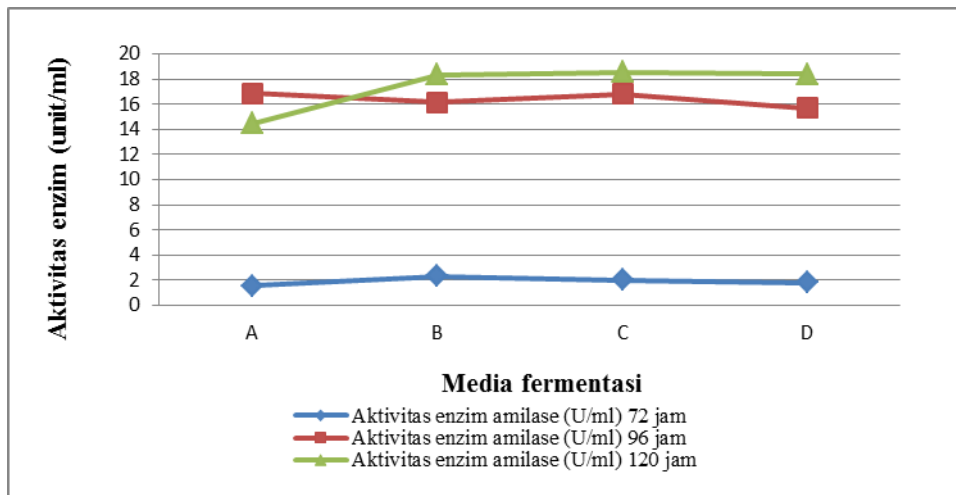 Aktivitas enzim (unit/ml)
20
18
16
14
12
10
8
6
4
2
0
A B C D
Media fermentasi
Aktivitas enzim amilase (U/ml) 72 jam
Aktivitas enzim amilase (U/ml) 96 jam
Aktivitas enzim amilase (U/ml) 120 jam